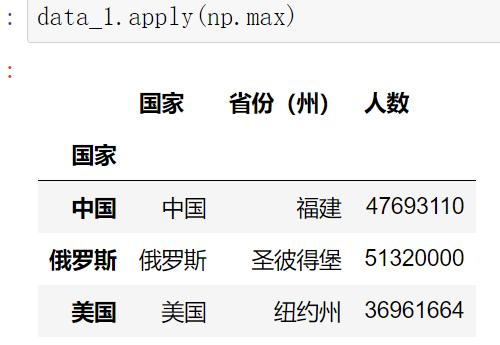 : data_1.apply(np.max)
:
国家 省份（州） 人数
国家
中国 中国 福建 47693110
俄罗斯 俄罗斯 圣彼得堡 51320000
美国 美国 纽约州 36961664